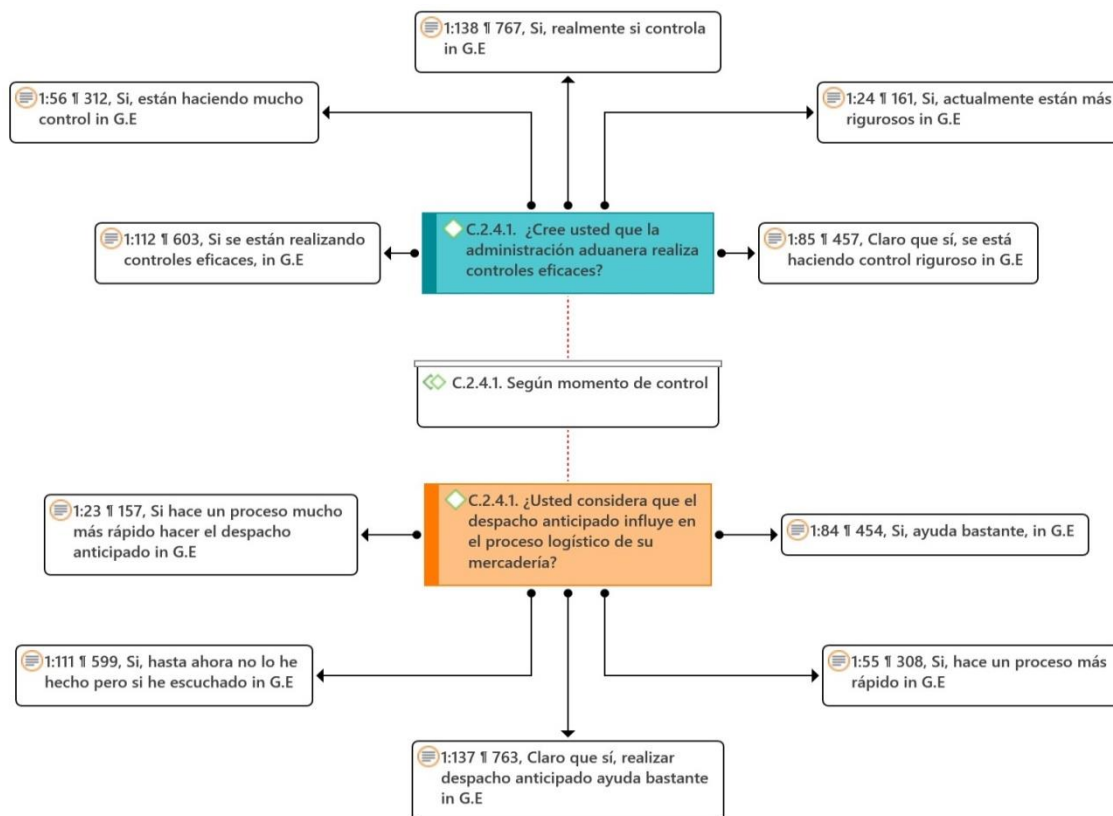 1:138 ¶ 767, Si, realmente si controla
in G.E
1:56 ¶ 312, Si, están haciendo mucho
control in G.E
1:24 ¶ 161, Si, actualmente están más
rigurosos in G.E
1:112 ¶ 603, Si se están realizando
controles eficaces, in G.E
C.2.4.1. ¿Cree usted que la
administración aduanera realiza
controles eficaces?
1:85 ¶ 457, Claro que sí, se está
haciendo control riguroso in G.E
C.2.4.1. Según momento de control
1:23 ¶ 157, Si hace un proceso mucho
más rápido hacer el despacho
anticipado in G.E
C.2.4.1. ¿Usted considera que el
despacho anticipado influye en
el proceso logístico de su
mercadería?
1:84 ¶ 454, Si, ayuda bastante, in G.E
1:111 ¶ 599, Si, hasta ahora no lo he
hecho pero si he escuchado in G.E
1:55 ¶ 308, Si, hace un proceso más
rápido in G.E
1:137 ¶ 763, Claro que sí, realizar
despacho anticipado ayuda bastante
in G.E